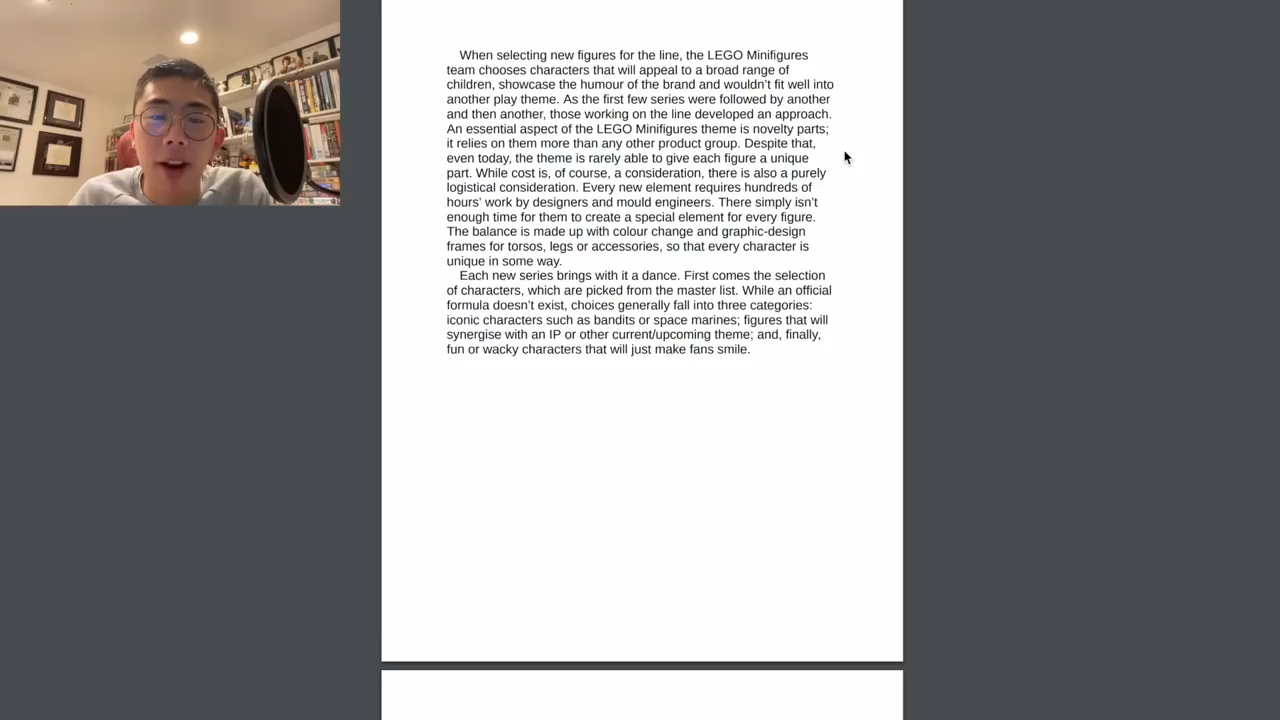 When selecting new figures for the line, the LEGO Minifigures
team chooses characters that will appeal to a broad range of
children, showcase the humour of the brand and wouldn't fit well into
another play theme. As the first few series were followed by another
and then another, those working on the line developed an approach.
An essential aspect of the LEGO Minifigures theme is novelty parts;
it relies on them more than any other product group. Despite that,
even today, the theme is rarely able to give each figure a unique
part. While cost is, of course, a consideration, there is also a purely
logistical consideration. Every new element requires hundreds of
hours' work by designers and mould engineers. There simply isn't
enough time for them to create a special element for every figure.
The balance is made up with colour change and graphic-design
frames for torsos, legs or accessories, so that every character is
unique in some way.
Each new series brings with it a dance. First comes the selection
of characters, which are picked from the master list. While an official
formula doesn't exist, choices generally fall into three categories:
iconic characters such as bandits or space marines; figures that will
synergise with an IP or other current/upcoming theme; and, finally,
fun or wacky characters that will just make fans smile.